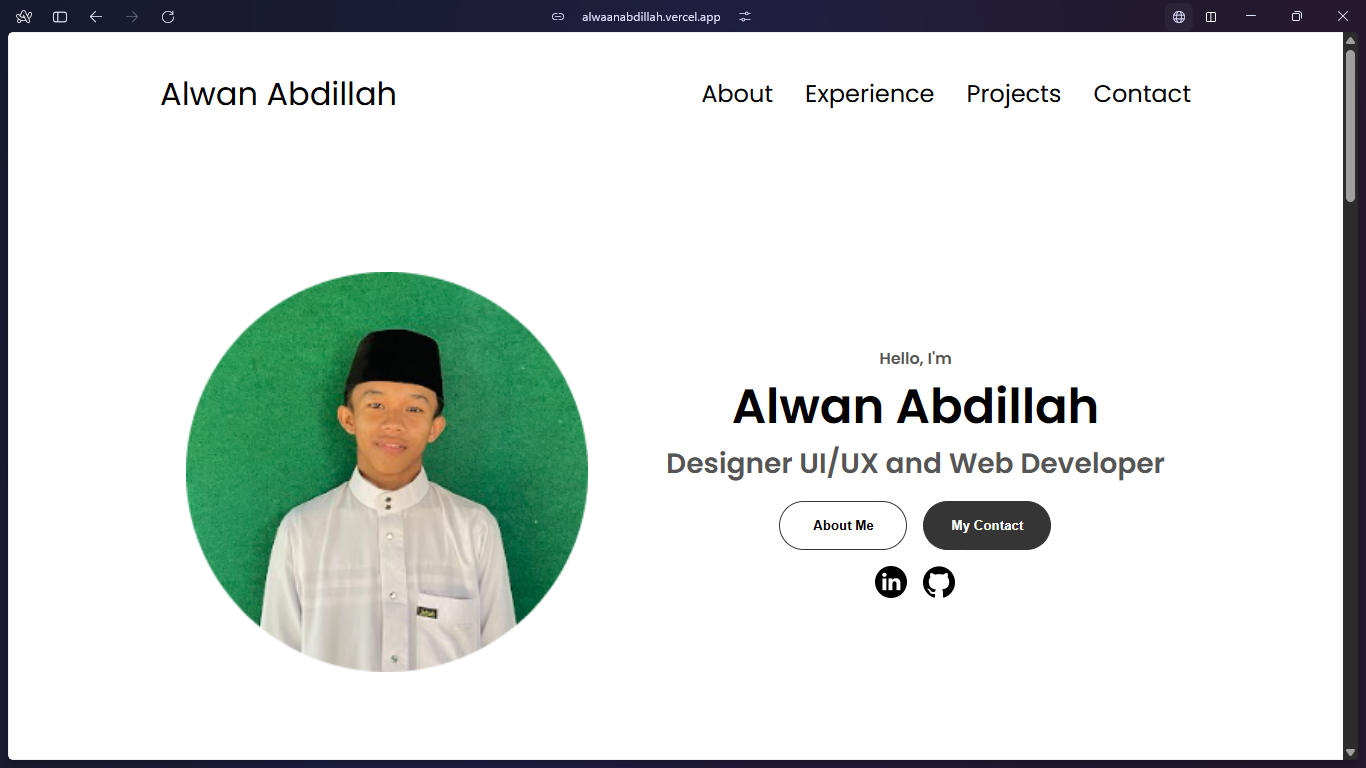 alwaanabdillah.vercel.app
Alwan Abdillah
About Experience Projects Contact
Hello, I'm
Alwan Abdillah
Designer UI/UX and Web Developer
About Me My Contact
in